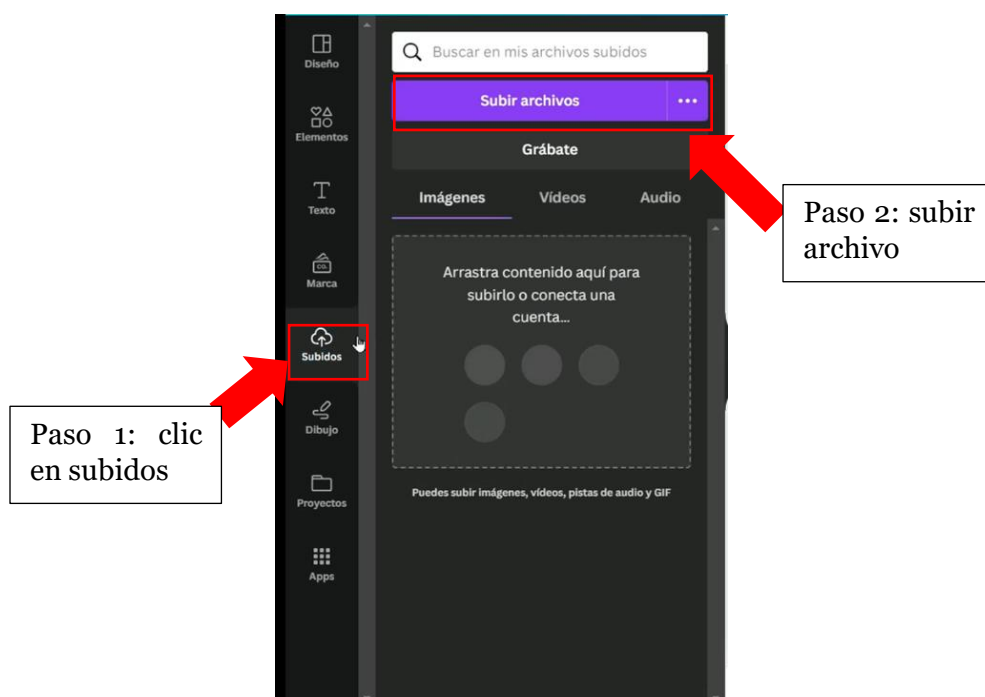 Diseño
Elementos
Texto
CO.
Marca
Subidos
Dibujo
Proyectos
Apps
Buscar en mis archivos subidos
Subir archivos
Grábate
Imágenes Vídeos Audio
Arrastra contenido aquí para
subirlo o conecta una
cuenta...
Puedes subir imágenes, vídeos, pistas de audio y GIF
Paso 1: clic
en subidos
Paso 2: subir
archivo